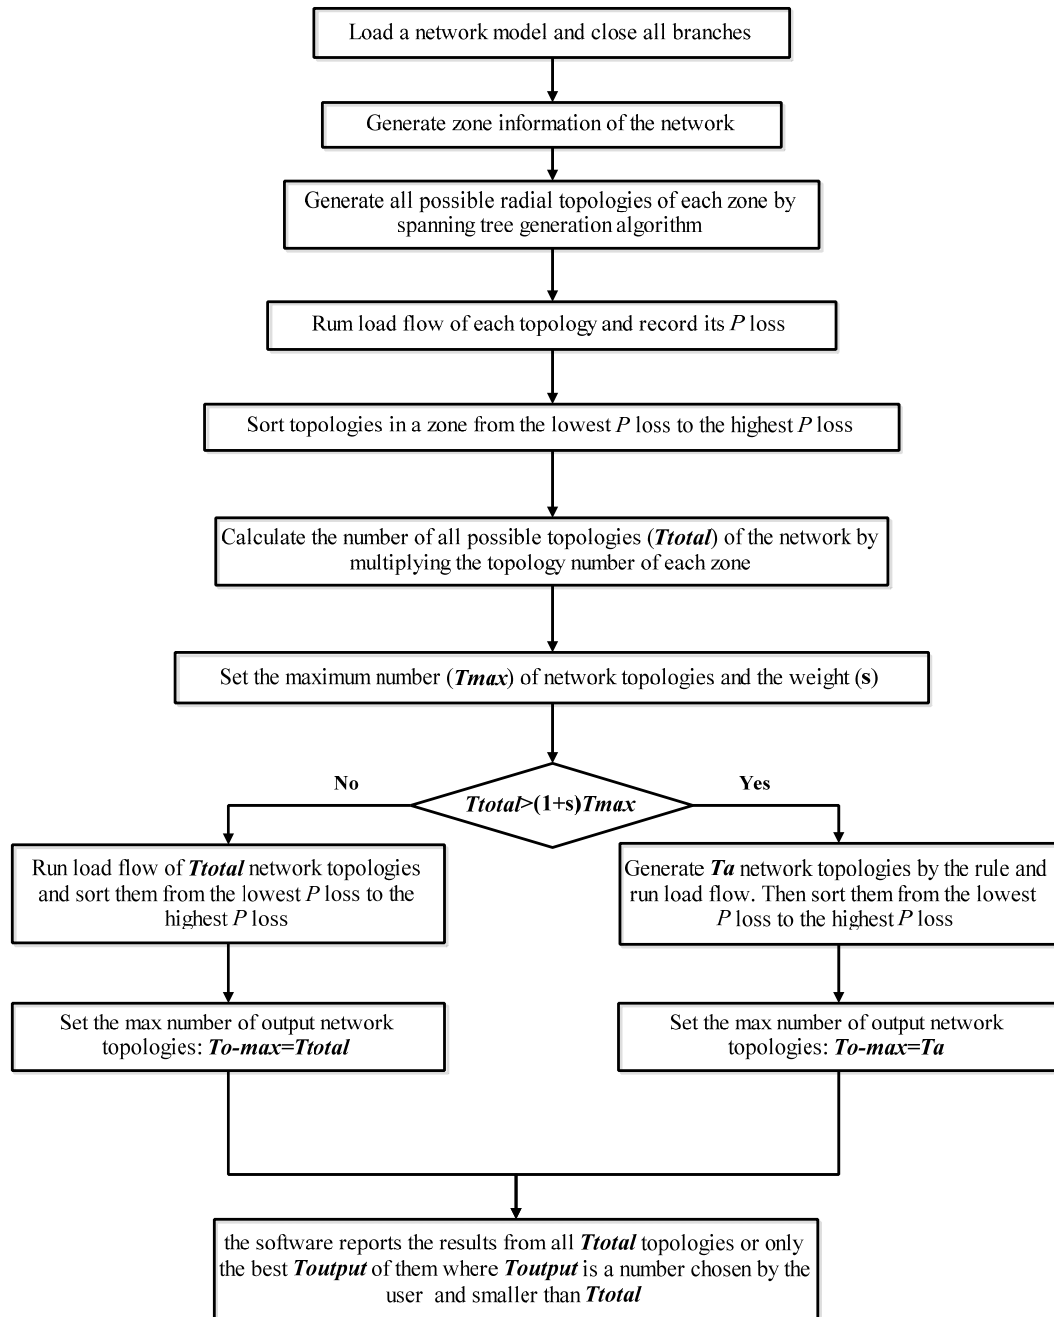 Load a network model and close all branches
Generate zone information of the network
Generate all possible radial topologies of each zone by
spanning tree generation algorithm
Rum load flow of each topology and record its P loss
Sort topologies in a zone from the lowest P loss to the highest P loss
Calculate the number of all possible topologies (Ttotal) of the network by
multiplying the topology number of each zone
Set the maximum number (Tmax) of network topologies and the weight (s)
No
Yes
Ttotal>(1+s)Tmax
Run load flow of Ttotal network topologies
and sort them from the lowest P loss to the
highest P loss
Generate Ta network topologies by the rule and
run load flow. Then sort them from the lowest
P loss to the highest P loss
Set the max number of output network
topologies: To-max=Ttotal
Set the max number of output network
topologies: To-max=Ta
the software reports the results from all Ttotal topologies or only
the best Toutput of them where Toutput is a number chosen by the
user and smaller than Ttotal